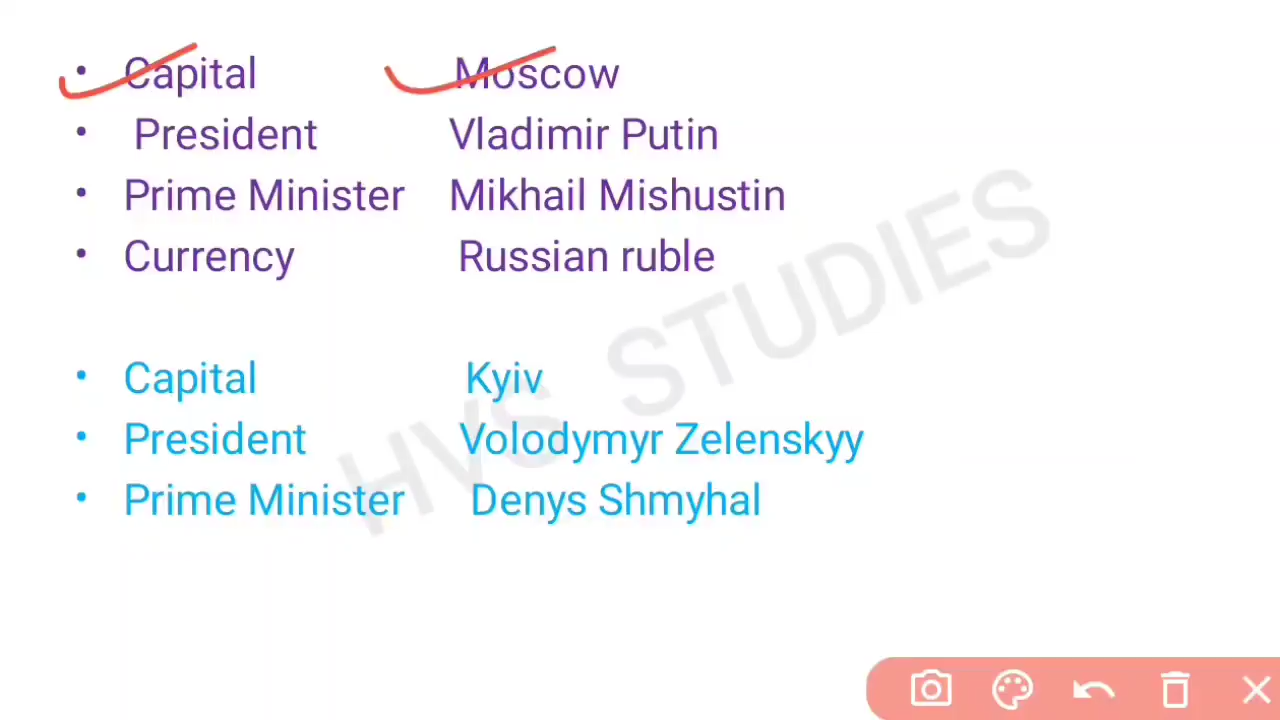 • Capital Moscow
• President Vladimir Putin
• Prime Minister Mikhail Mishustin
• Currency Russian ruble
• Capital Kyiv
• President Volodymyr Zelenskyy
• Prime Minister Denys Shmyhal
HVS STUDIES